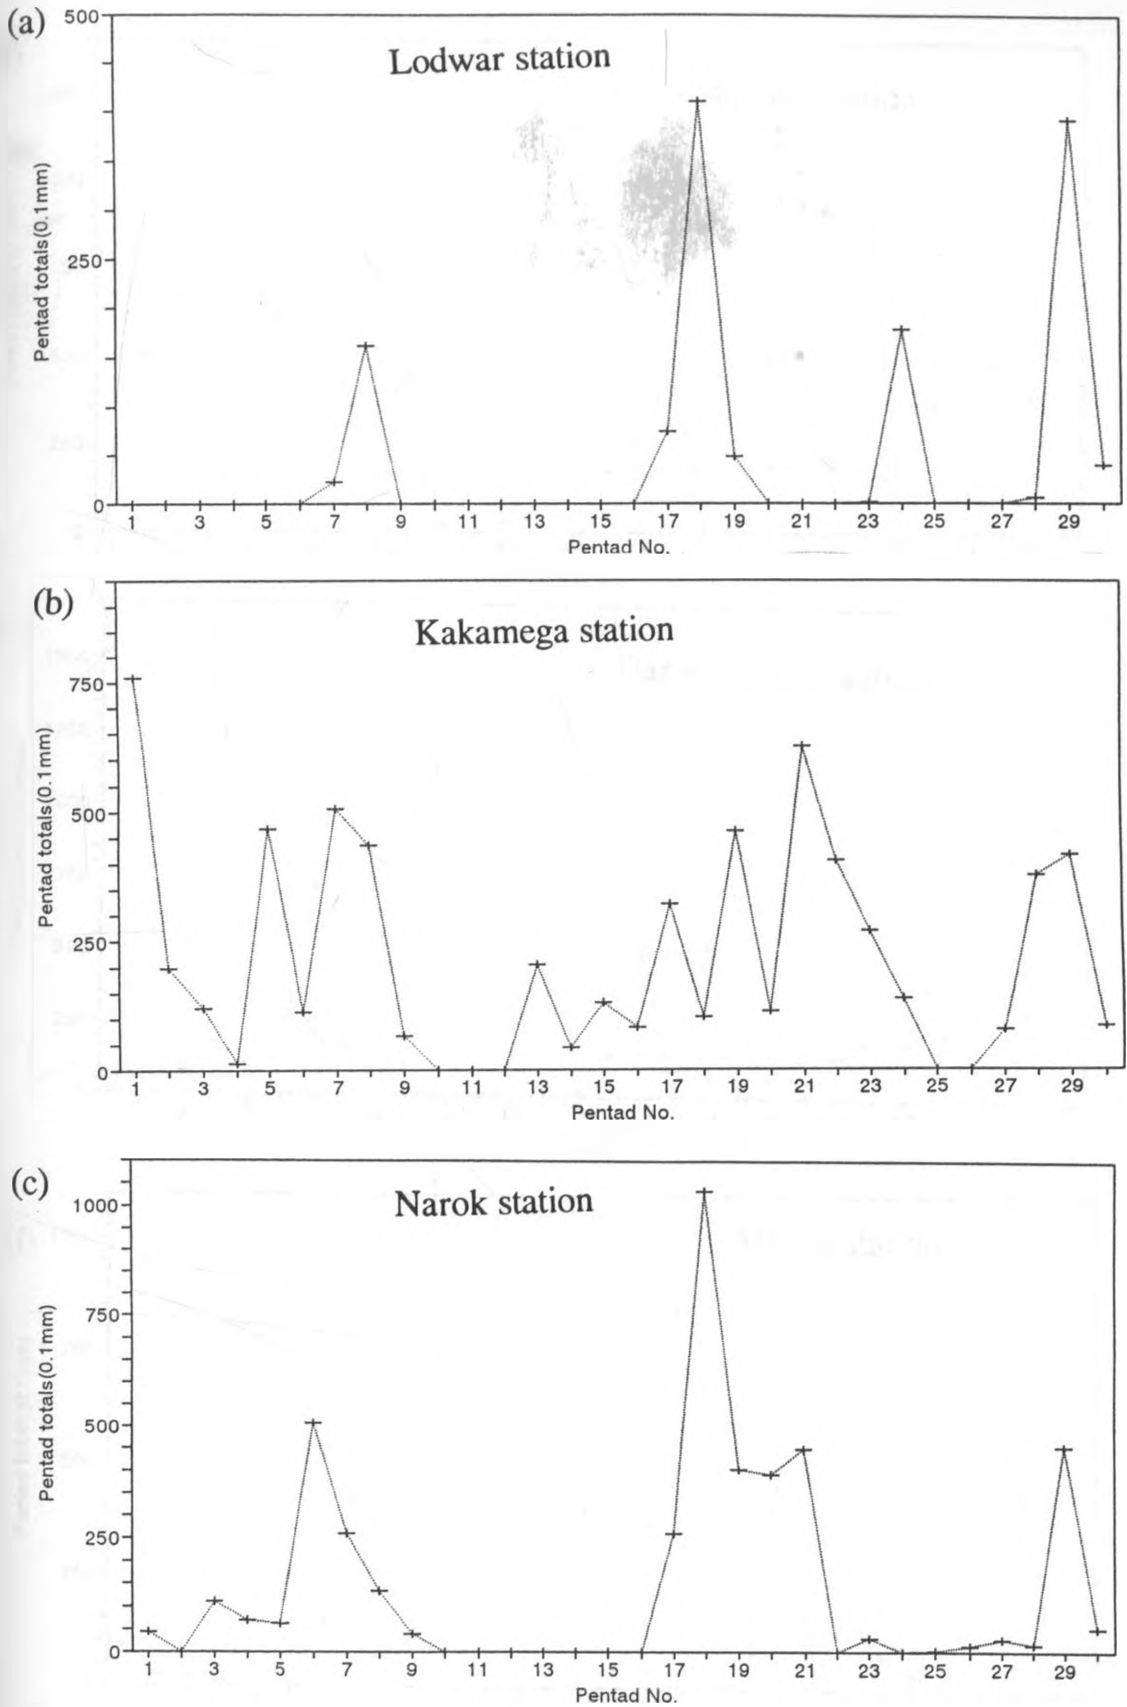 (a)
Lodwar station
Pentad totals(0.1mm)
500
250
0
1 3 5 7 9 11 13 15 17 19 21 23 25 27 29
Pentad No.
(b)
Kakamega station
Pentad totals(0.1mm)
750
500
250
0
1 3 5 7 9 11 13 15 17 19 21 23 25 27 29
Pentad No.
(c)
Narok station
Pentad totals(0.1mm)
1000
750
500
250
0
1 3 5 7 9 11 13 15 17 19 21 23 25 27 29
Pentad No.